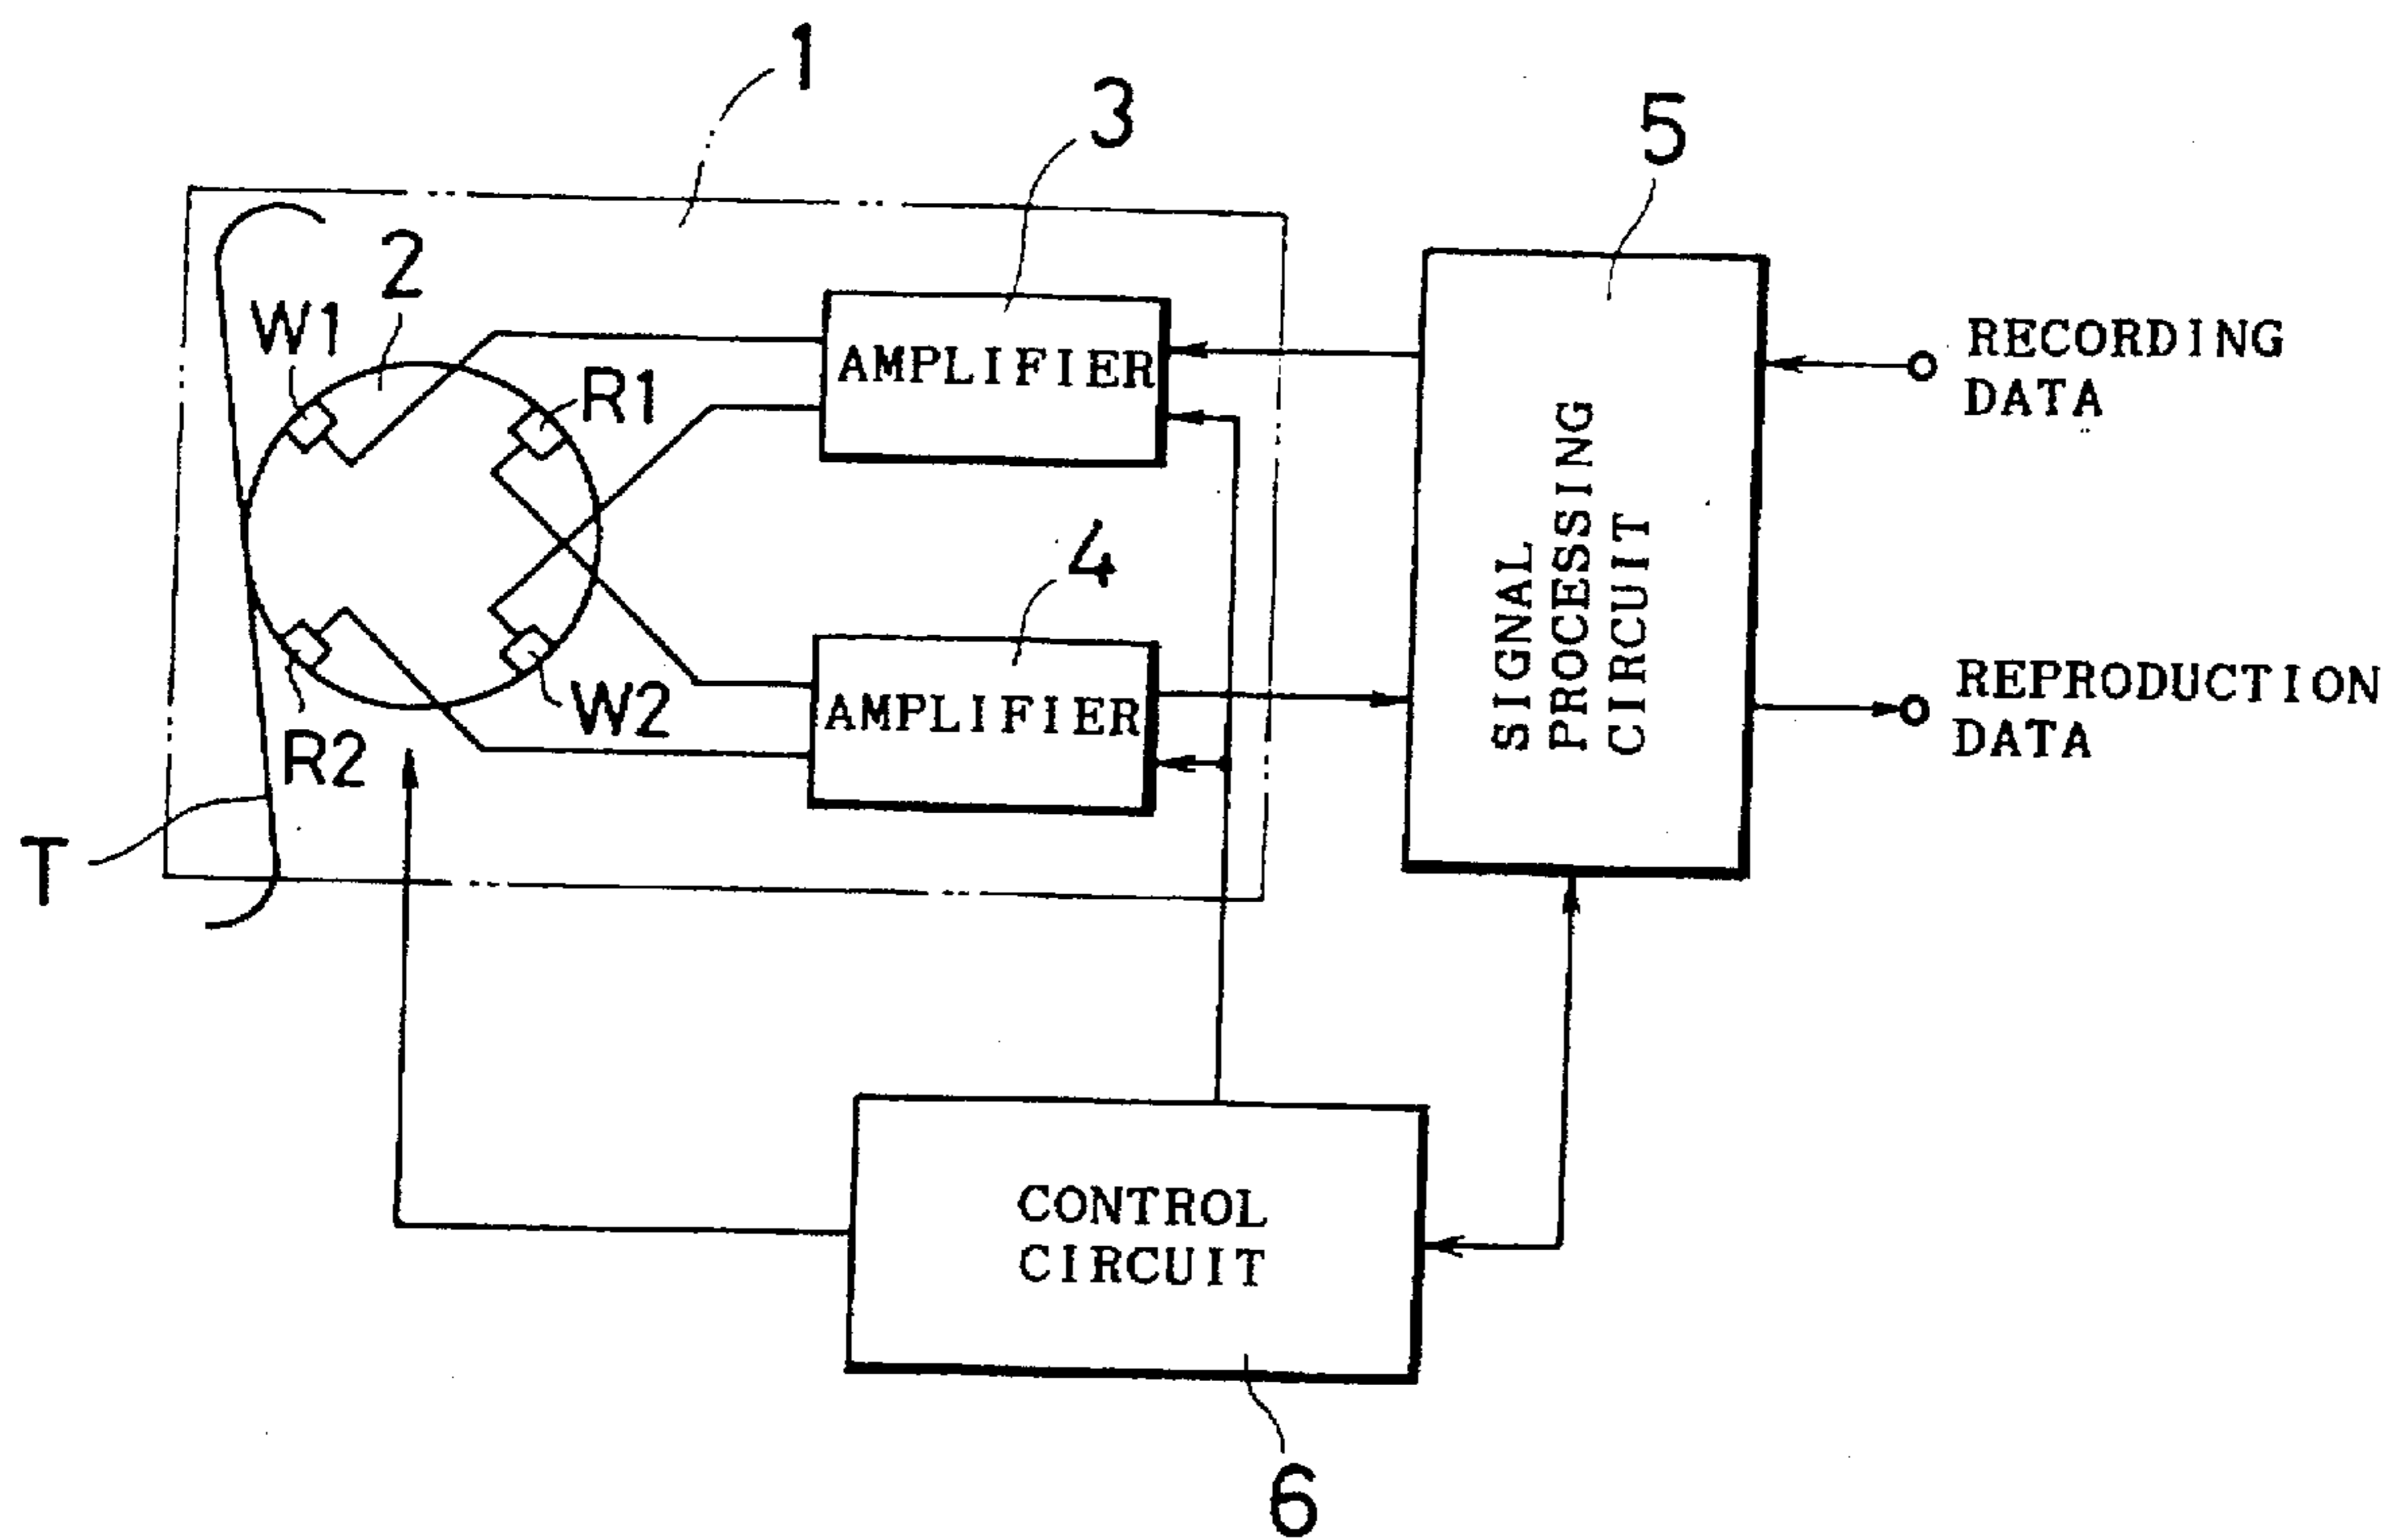 1
3
5
2
W1
R1
AMPLIFIER
RECORDING
DATA
SIGNAL
PROCESSING
CIRCUIT
4
AMPLIFIER
W2
R2
REPRODUCTION
DATA
T
CONTROL
CIRCUIT
6